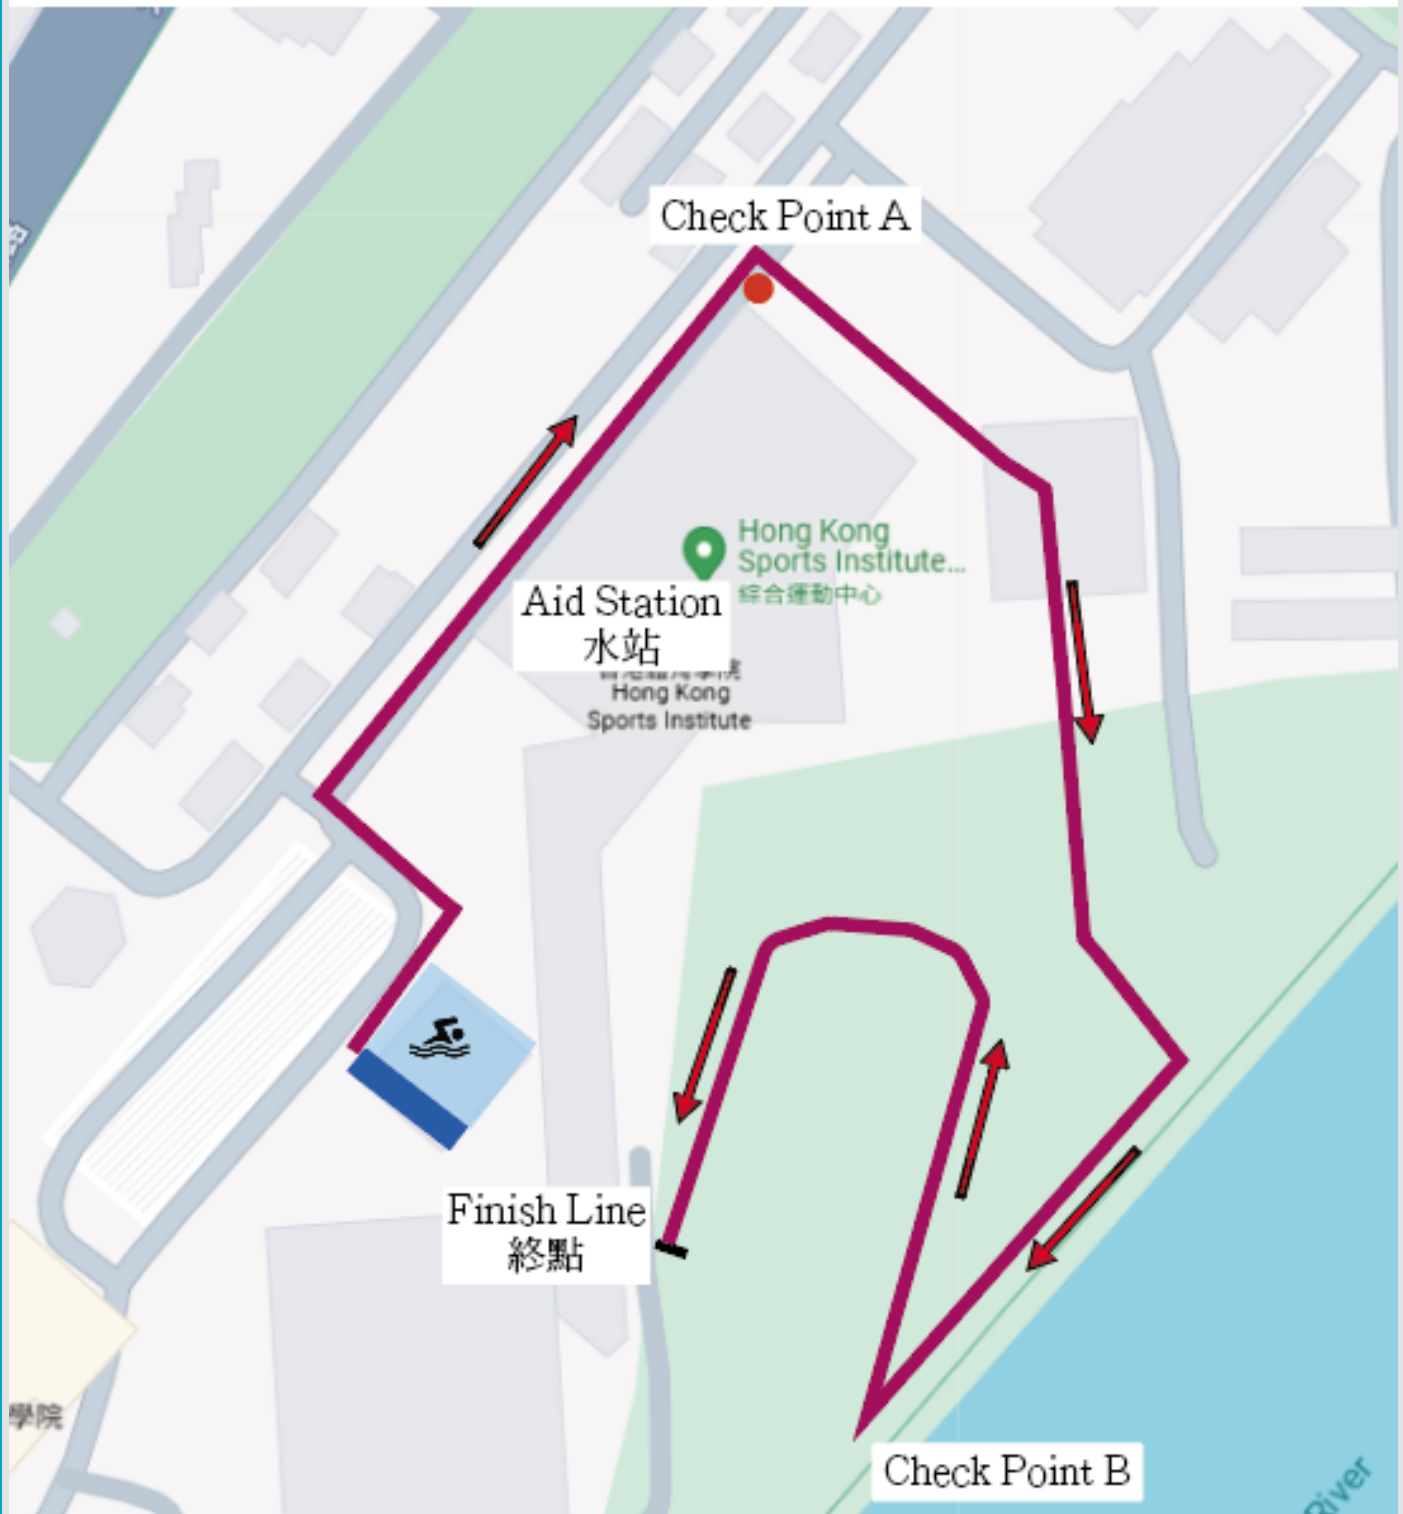 Check Point A
Hong Kong
Sports Institute...
綜合運動中心
Aid Station
水站
Hong Kong
Sports Institute
Finish Line
終點
學院
Check Point B
River